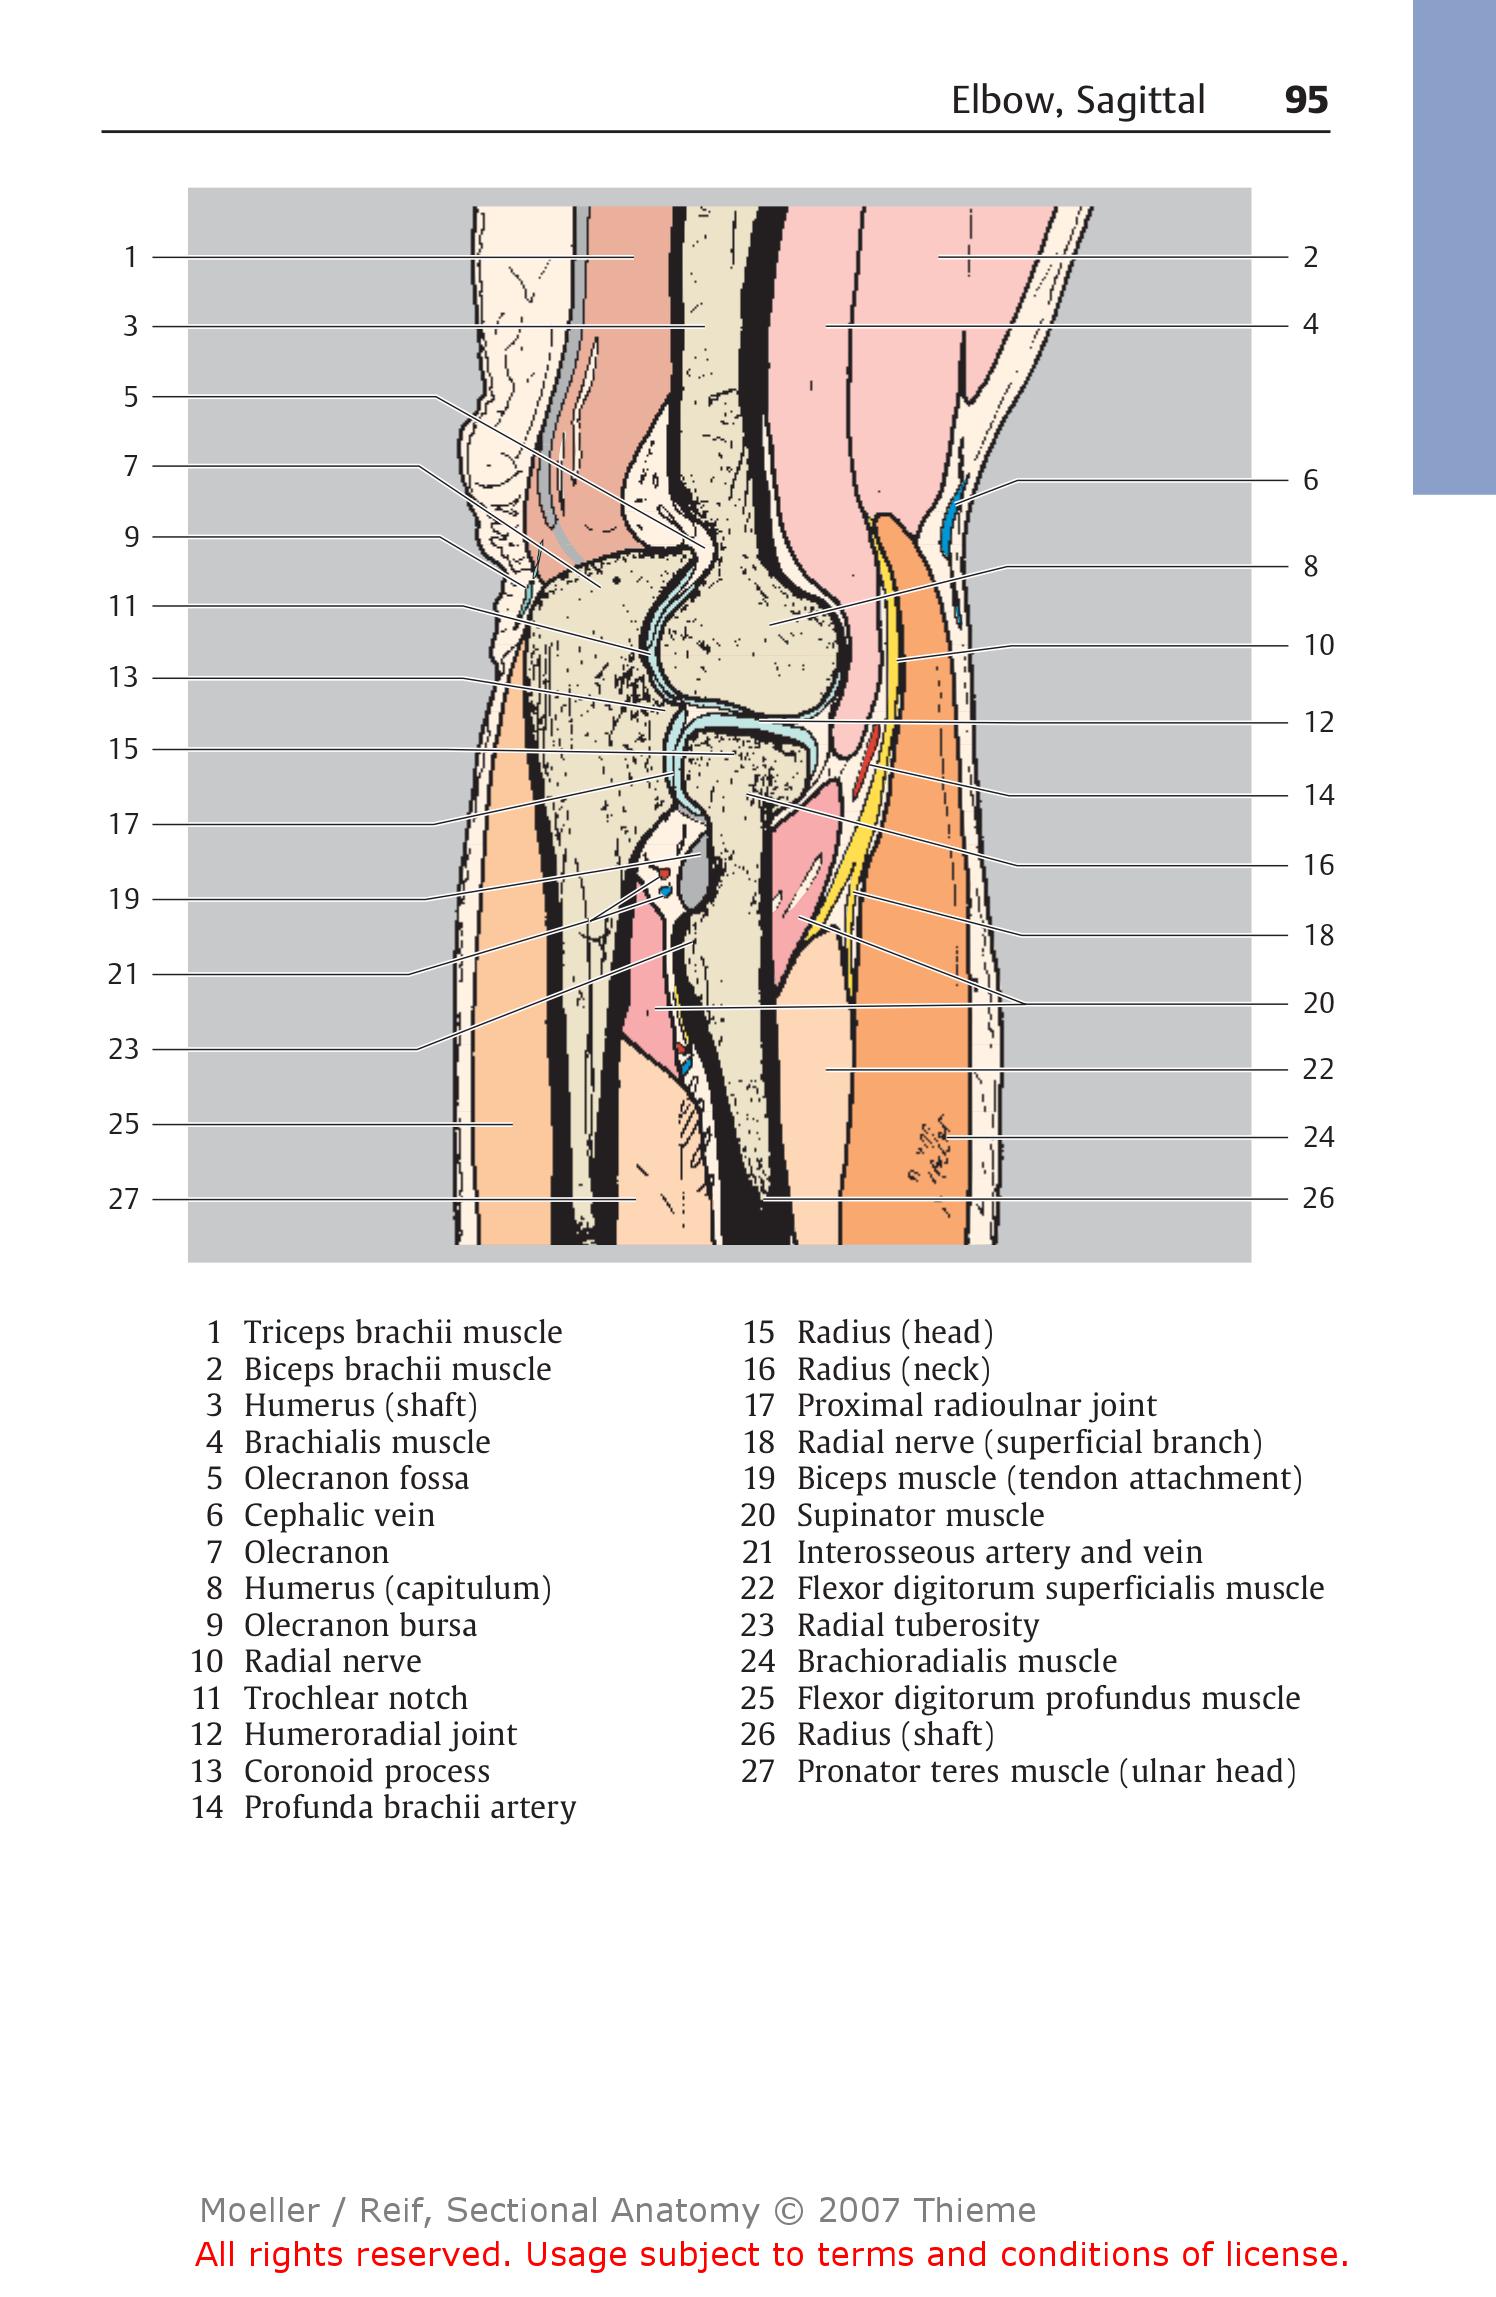 Elbow, Sagittal 95
1
2
3
4
5
6
7
8
9
10
11
12
13
14
15
16
17
18
19
20
21
22
23
24
25
26
27
1 Triceps brachii muscle
2 Biceps brachii muscle
3 Humerus (shaft)
4 Brachialis muscle
5 Olecranon fossa
6 Cephalic vein
7 Olecranon
8 Humerus (capitulum)
9 Olecranon bursa
10 Radial nerve
11 Trochlear notch
12 Humeroradial joint
13 Coronoid process
14 Profunda brachii artery
15 Radius (head)
16 Radius (neck)
17 Proximal radioulnar joint
18 Radial nerve (superficial branch)
19 Biceps muscle (tendon attachment)
20 Supinator muscle
21 Interosseous artery and vein
22 Flexor digitorum superficialis muscle
23 Radial tuberosity
24 Brachioradialis muscle
25 Flexor digitorum profundus muscle
26 Radius (shaft)
27 Pronator teres muscle (ulnar head)
Moeller / Reif, Sectional Anatomy © 2007 Thieme
All rights reserved. Usage subject to terms and conditions of license.